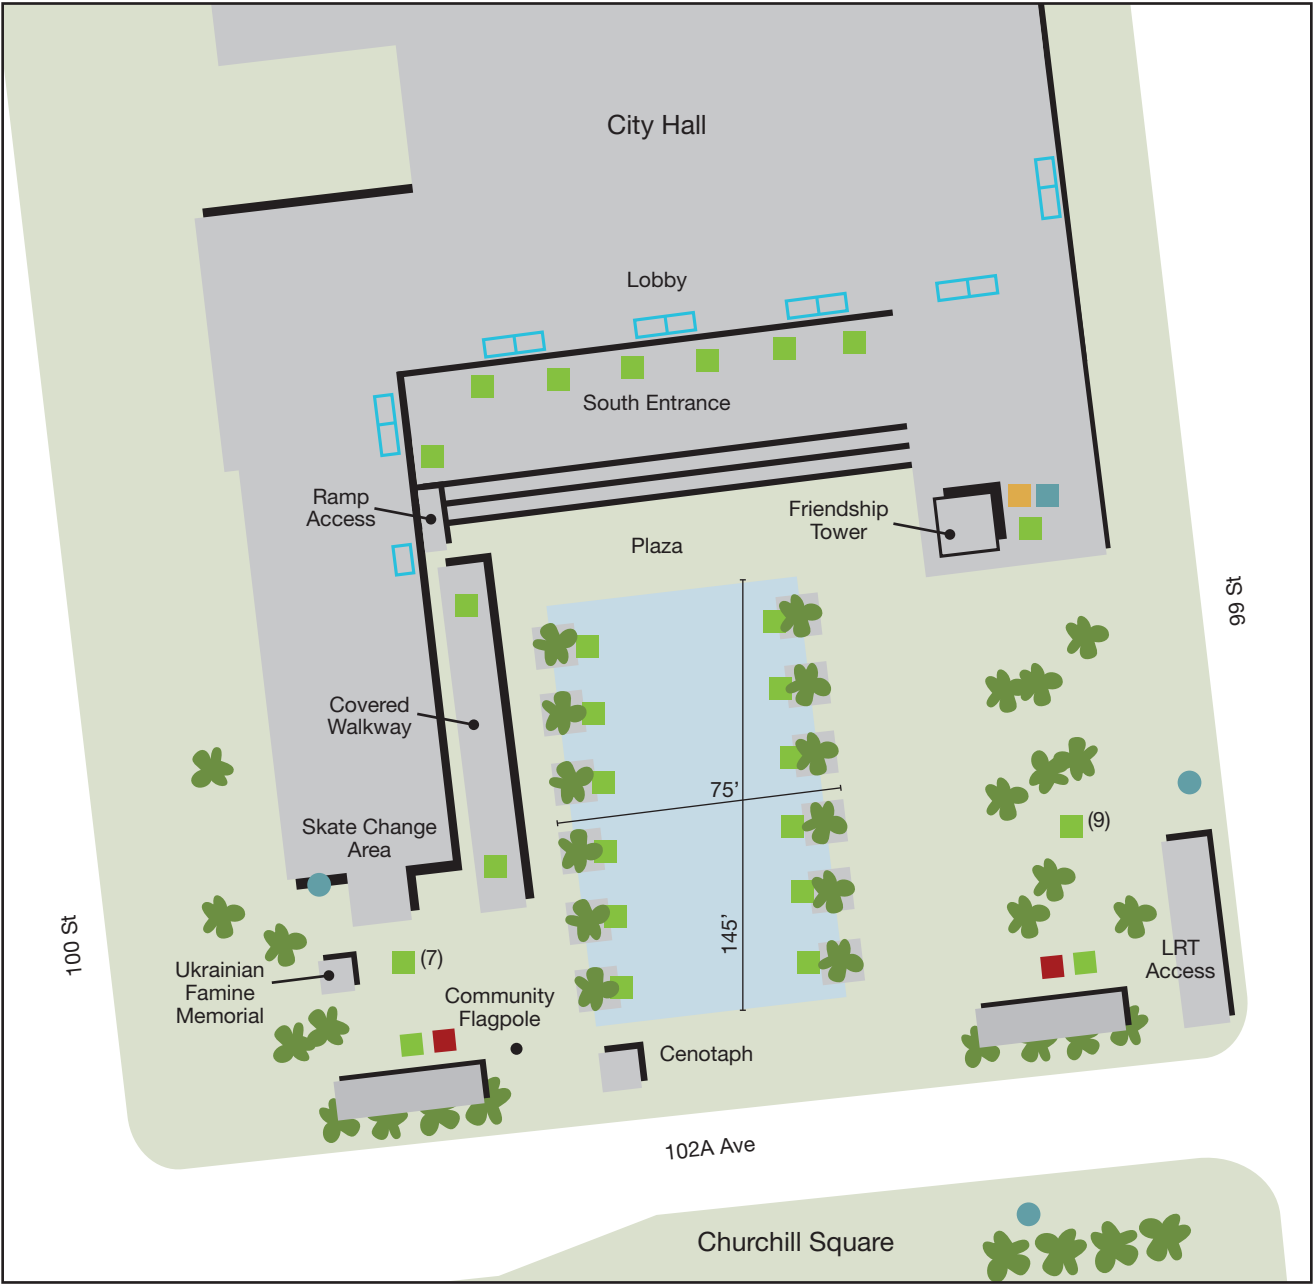 City Hall
Lobby
South Entrance
Ramp
Access
Friendship
Tower
Plaza
99 St
Covered
Walkway
75’
(9)
Skate Change
Area
145’
100 St
LRT
Access
(7)
Ukrainian
Famine
Memorial
Community
Flagpole
Cenotaph
102A Ave
Churchill Square